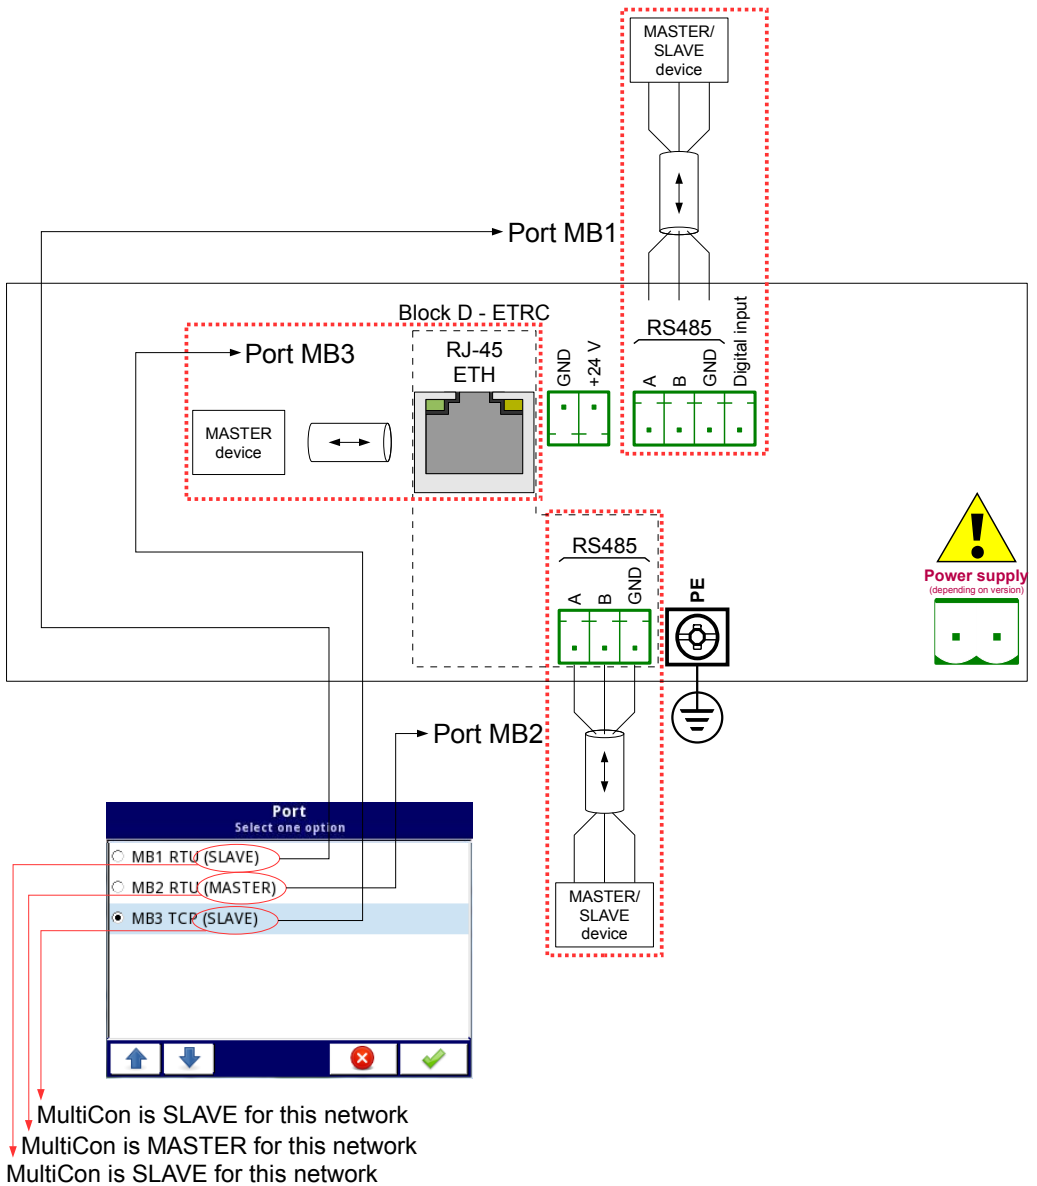 MASTER/
SLAVE
device
Port MB1
Block D - ETRC
RS485
A
B
GND
Digital input
Port MB3
RJ-45
ETH
GND
+24 V
MASTER
device
RS485
A
B
GND
PE
Power supply
(depending on version)
Port MB2
Port
Select one option
MB1 RTU (SLAVE)
MB2 RTU (MASTER)
MB3 TCP (SLAVE)
MASTER/
SLAVE
device
MultiCon is SLAVE for this network
MultiCon is MASTER for this network
MultiCon is SLAVE for this network